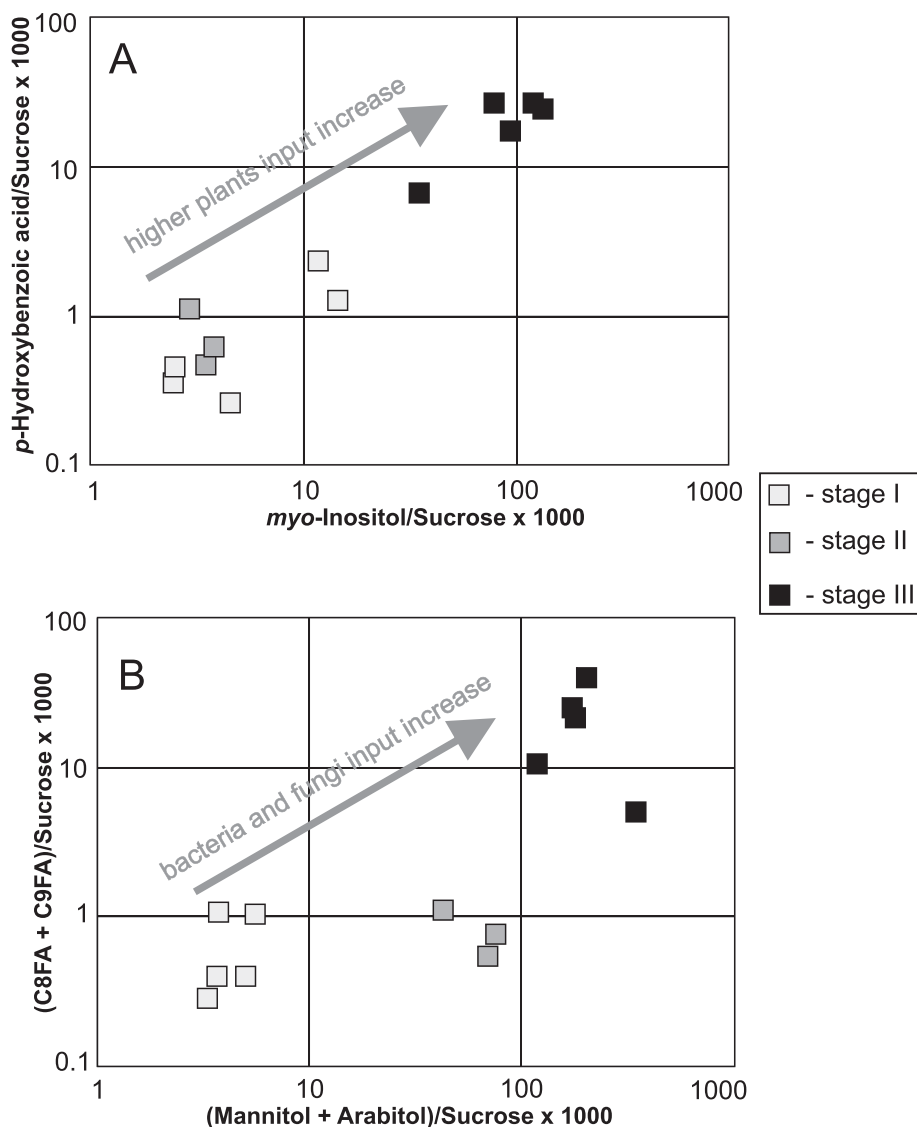 100
A
higher plants input increase
10
1
0.1
p-Hydroxybenzoic acid/Sucrose x 1000
1 10 100 1000
myo-Inositol/Sucrose x 1000
- stage I
- stage II
- stage III
100
B
bacteria and fungi input increase
10
1
0.1
(C8FA + C9FA)/Sucrose x 1000
1 10 100 1000
(Mannitol + Arabitol)/Sucrose x 1000